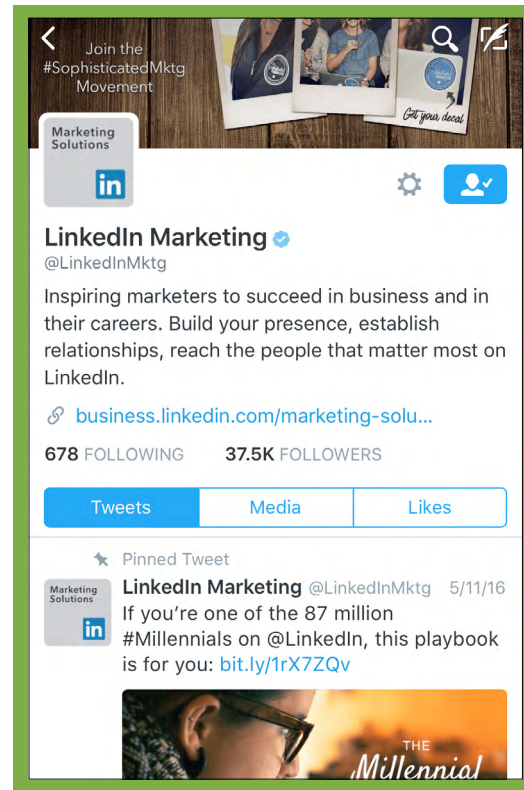 Join the
#SophisticatedMktg
Movement
Get your decal
Marketing
Solutions
in
LinkedIn Marketing
@LinkedInMktg
Inspiring marketers to succeed in business and in
their careers. Build your presence, establish
relationships, reach the people that matter most on
LinkedIn.
business.linkedin.com/marketing-solu...
678 FOLLOWING 37.5K FOLLOWERS
Tweets Media Likes
Pinned Tweet
Marketing
Solutions
in
LinkedIn Marketing @LinkedInMktg 5/11/16
If you're one of the 87 million
#Millennials on @LinkedIn, this playbook
is for you: bit.ly/1rX7ZQv
THE
Millennial